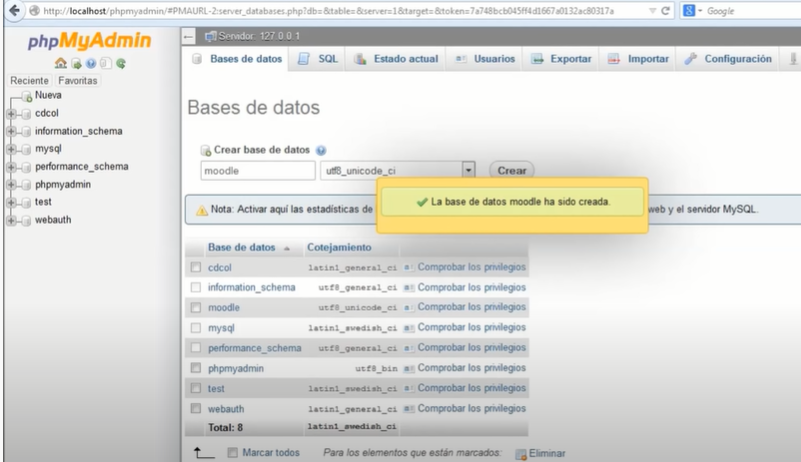 http://localhost/phpmyadmin/#PMAURL-2:server_databases.php?db=&table=&server=1&target=&token=7a748bcb045ff4d1667a0132ac80317a
Google
phpMyAdmin
Reciente Favoritas
Nueva
cdcol
information_schema
mysql
performance_schema
phpmyadmin
test
webauth
Servidor: 127.0.0.1
Bases de datos SQL Estado actual Usuarios Exportar Importar Configuración
Bases de datos
Crear base de datos
moodle utf8_unicode_ci Crear
La base de datos moodle ha sido creada.
Nota: Activar aquí las estadísticas de web y el servidor MySQL.
Base de datos Cotejamiento
cdcol latin1_general_ci Comprobar los privilegios
information_schema utf8_general_ci Comprobar los privilegios
moodle utf8_unicode_ci Comprobar los privilegios
mysql latin1_swedish_ci Comprobar los privilegios
performance_schema utf8_general_ci Comprobar los privilegios
phpmyadmin utf8_bin Comprobar los privilegios
test latin1_swedish_ci Comprobar los privilegios
webauth latin1_general_ci Comprobar los privilegios
Total: 8 latin1_swedish_ci
Marcar todos Para los elementos que están marcados: Eliminar